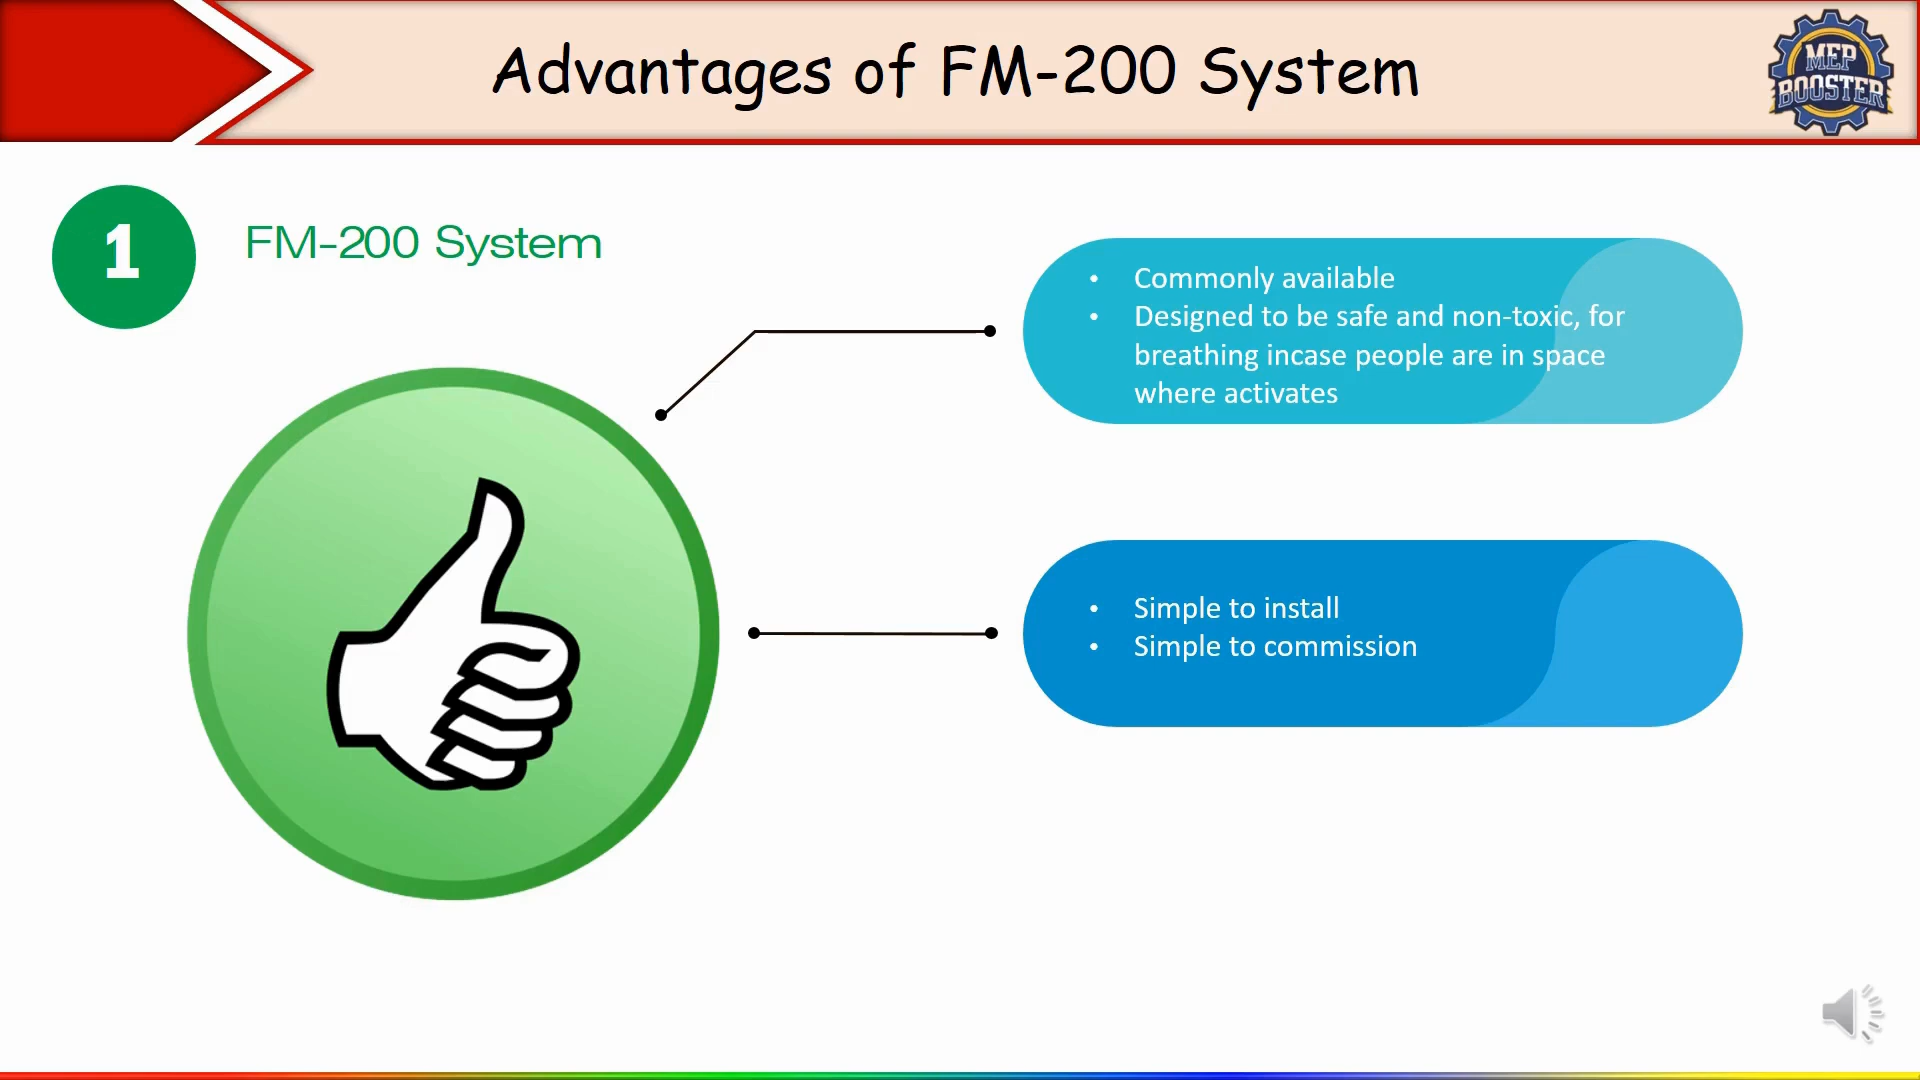 Advantages of FM-200 System
MEP
BOOSTER
1
FM-200 System
• Commonly available
• Designed to be safe and non-toxic, for
breathing incase people are in space
where activates
• Simple to install
• Simple to commission